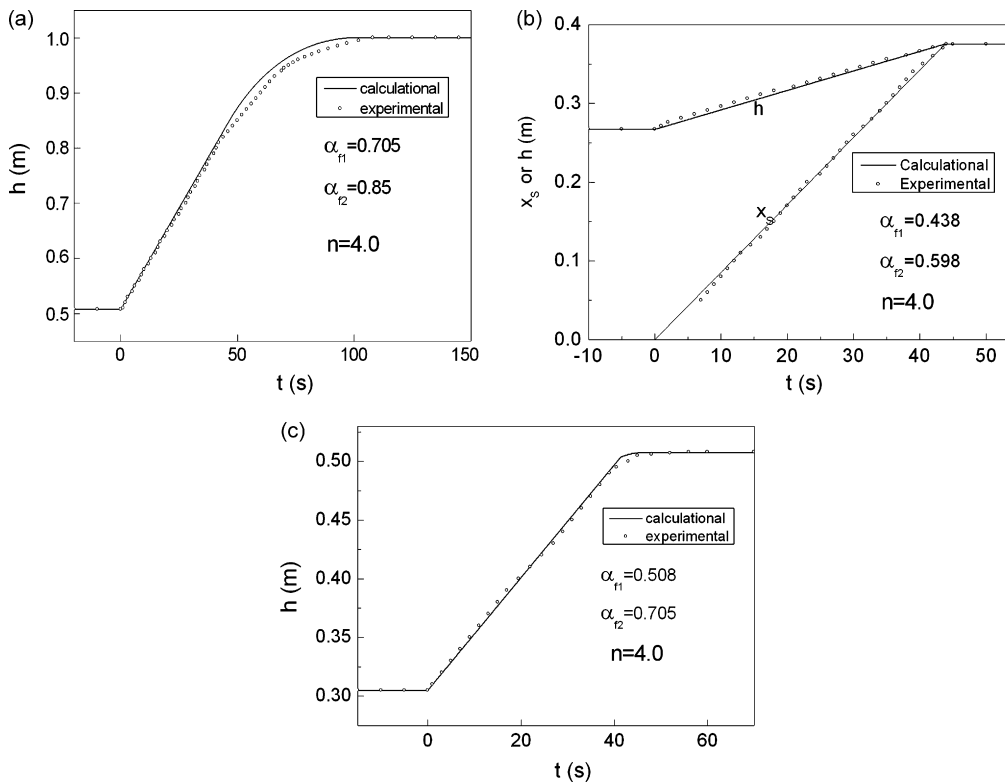 (a)
1.0
0.9
0.8
0.7
0.6
0.5
h (m)
calculational
experimental
α_f1=0.705
α_f2=0.85
n=4.0
0 50 100 150
t (s)
(b)
0.4
0.3
0.2
0.1
0.0
x_S or h (m)
h
x_S
Calculational
Experimental
α_f1=0.438
α_f2=0.598
n=4.0
-10 0 10 20 30 40 50
t (s)
(c)
0.50
0.45
0.40
0.35
0.30
h (m)
calculational
experimental
α_f1=0.508
α_f2=0.705
n=4.0
0 20 40 60
t (s)